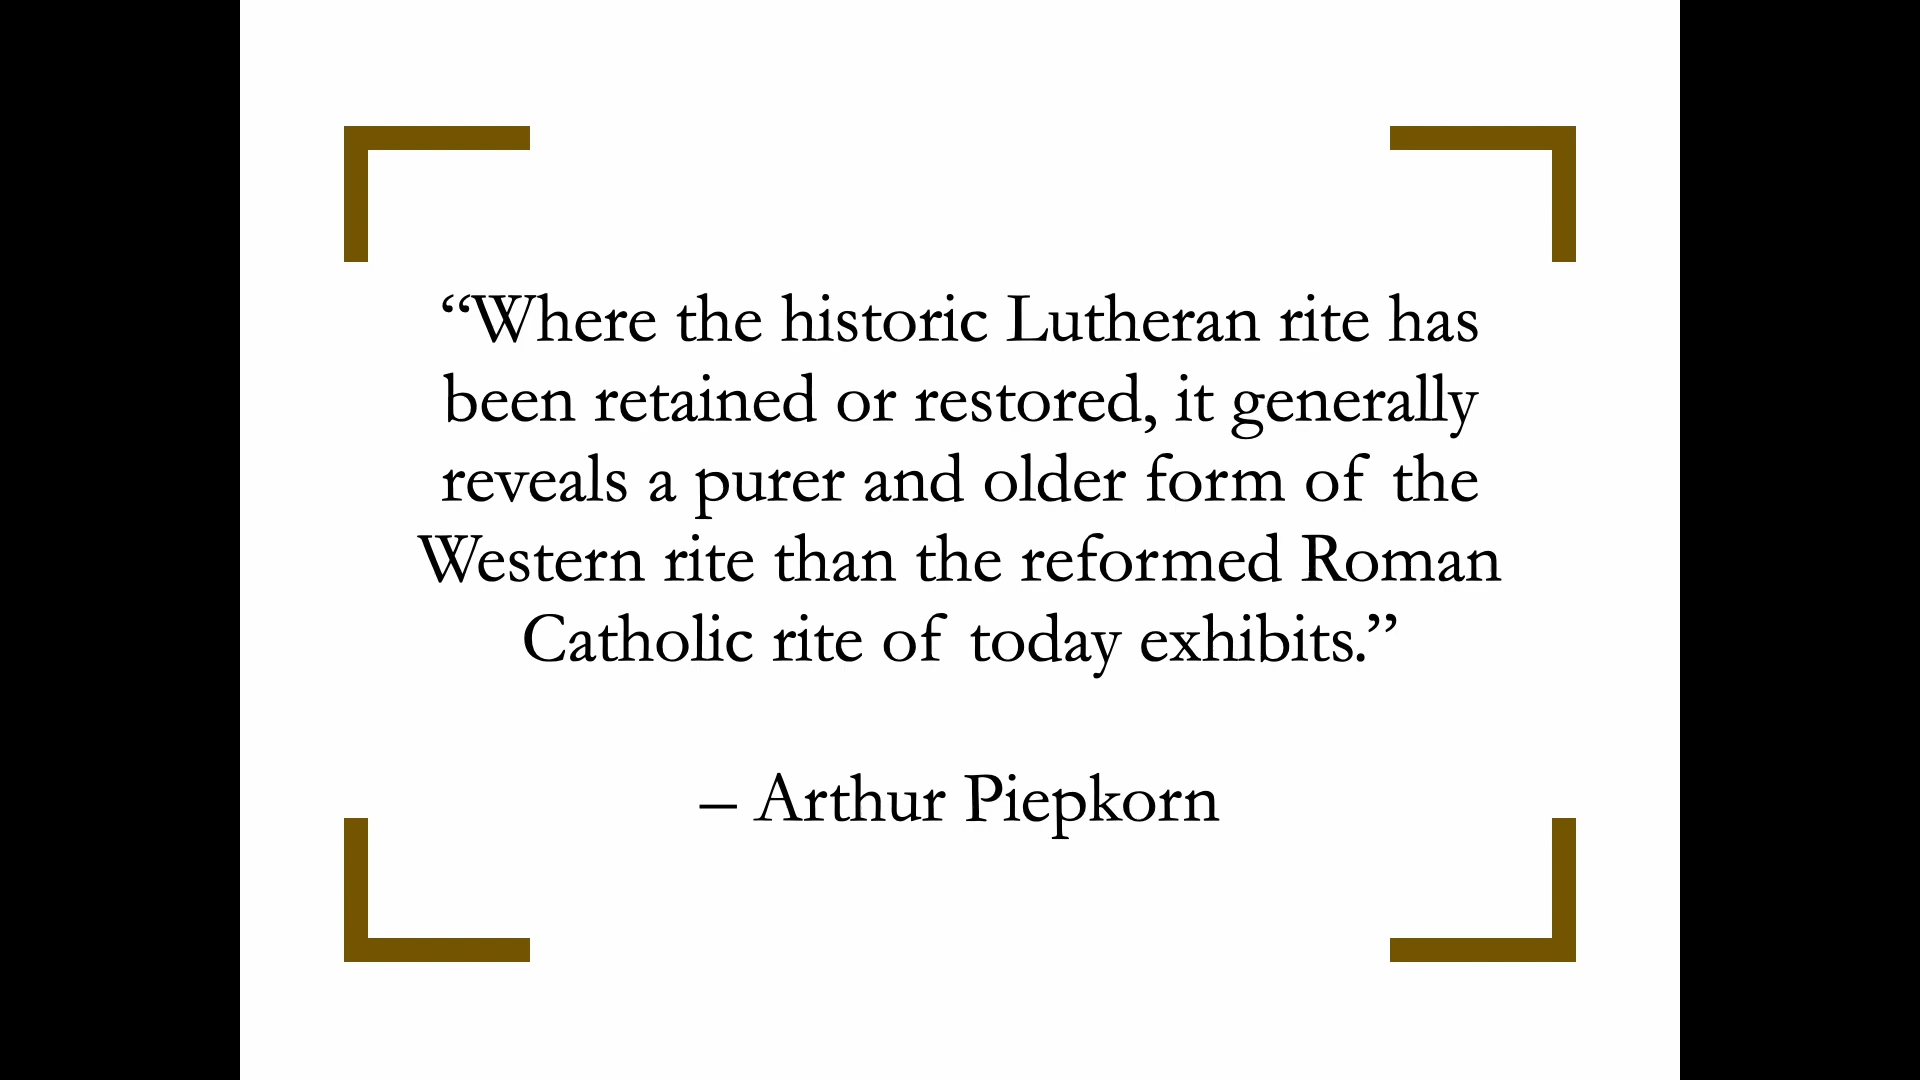 “Where the historic Lutheran rite has
been retained or restored, it generally
reveals a purer and older form of the
Western rite than the reformed Roman
Catholic rite of today exhibits.”
– Arthur Piepkorn